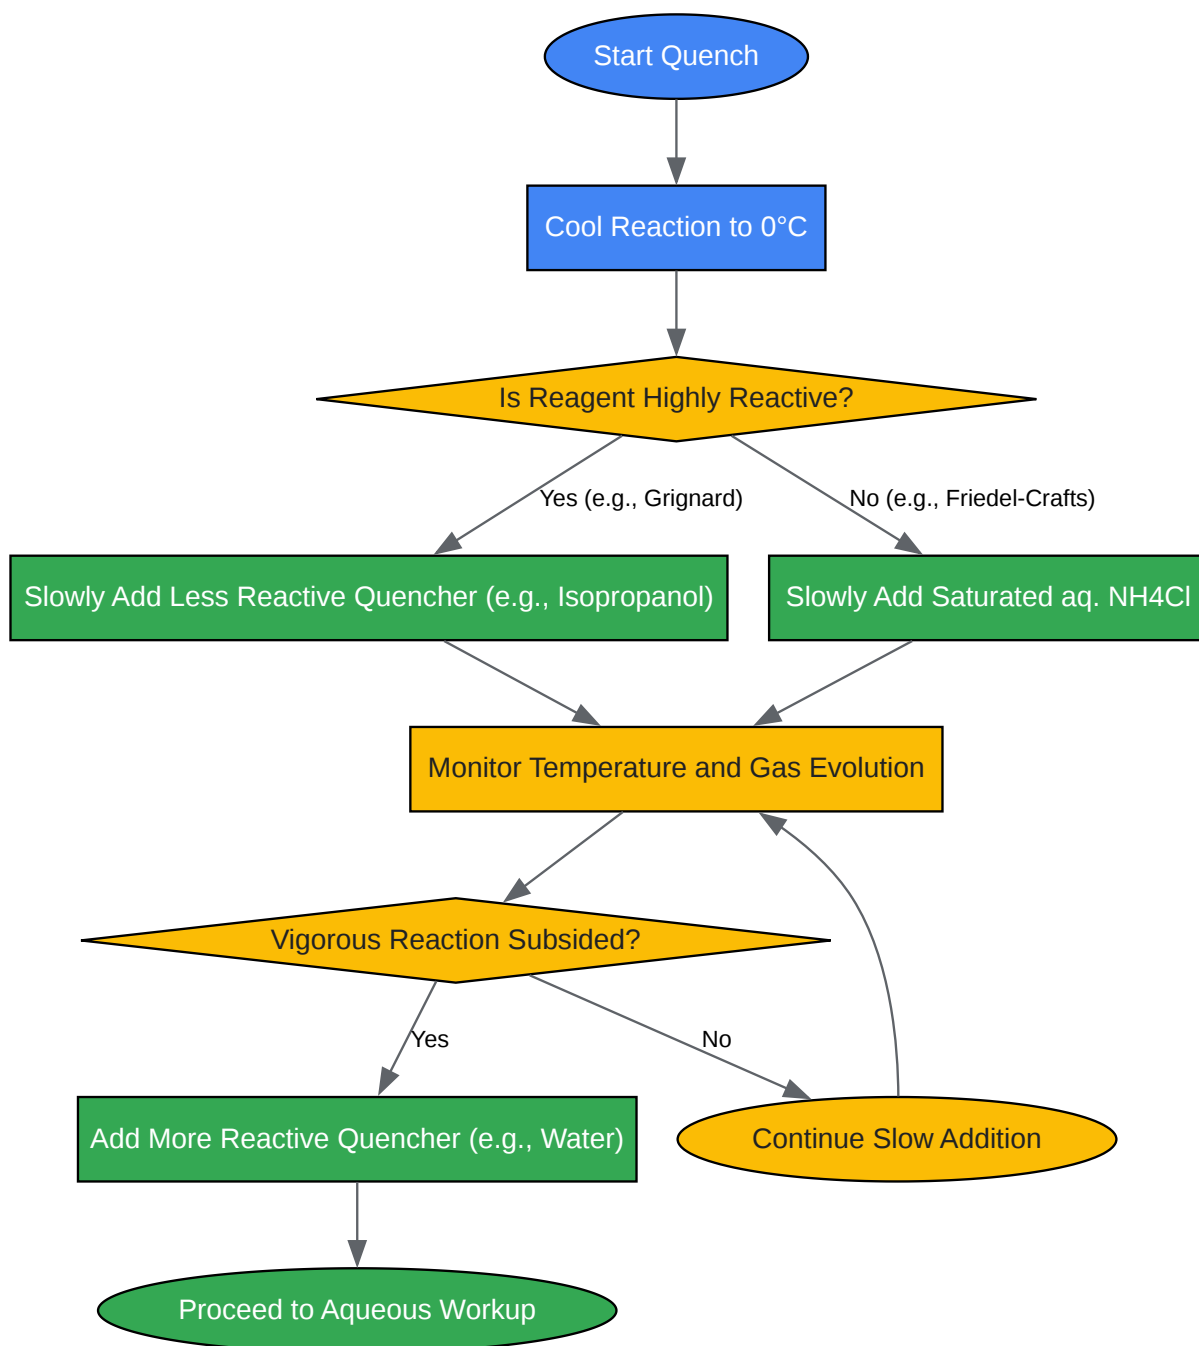 Start Quench
Cool Reaction to 0°C
Is Reagent Highly Reactive?
Yes (e.g., Grignard)
No (e.g., Friedel-Crafts)
Slowly Add Less Reactive Quencher (e.g., Isopropanol)
Slowly Add Saturated aq. NH4Cl
Monitor Temperature and Gas Evolution
Vigorous Reaction Subsided?
Yes
No
Add More Reactive Quencher (e.g., Water)
Continue Slow Addition
Proceed to Aqueous Workup